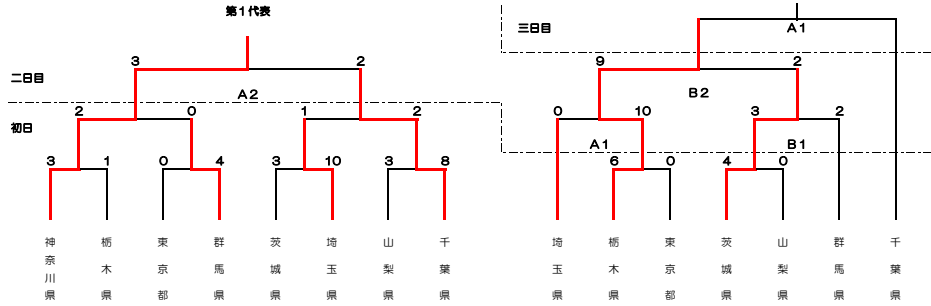 第1代表
三日目
A1
3
2
9
2
二日目
A2
B2
2
0
1
2
0
10
3
2
初日
A1
B1
3
1
0
4
3
10
3
8
6
0
4
0
神奈川県
栃木県
東京都
群馬県
茨城県
埼玉県
山梨県
千葉県
埼玉県
栃木県
東京都
茨城県
山梨県
群馬県
千葉県